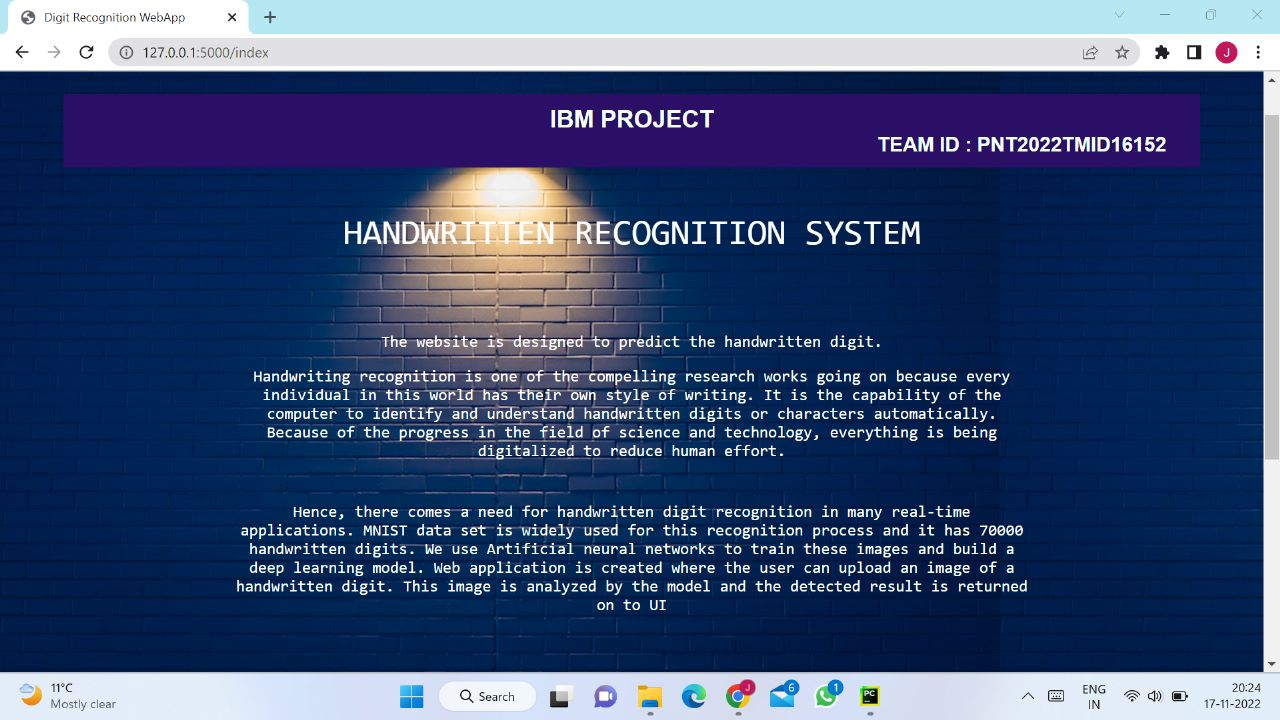 Digit Recognition WebApp
127.0.0.1:5000/index
J
IBM PROJECT
TEAM ID : PNT2022TMID16152
HANDWRITTEN RECOGNITION SYSTEM
The website is designed to predict the handwritten digit.
Handwriting recognition is one of the compelling research works going on because every
individual in this world has their own style of writing. It is the capability of the
computer to identify and understand handwritten digits or characters automatically.
Because of the progress in the field of science and technology, everything is being
digitalized to reduce human effort.
Hence, there comes a need for handwritten digit recognition in many real-time
applications. MNIST data set is widely used for this recognition process and it has 70000
handwritten digits. We use Artificial neural networks to train these images and build a
deep learning model. Web application is created where the user can upload an image of a
handwritten digit. This image is analyzed by the model and the detected result is returned
on to UI
11°C
Mostly clear
Search
J
6
1
PC
ENG
IN
20:24
17-11-2022